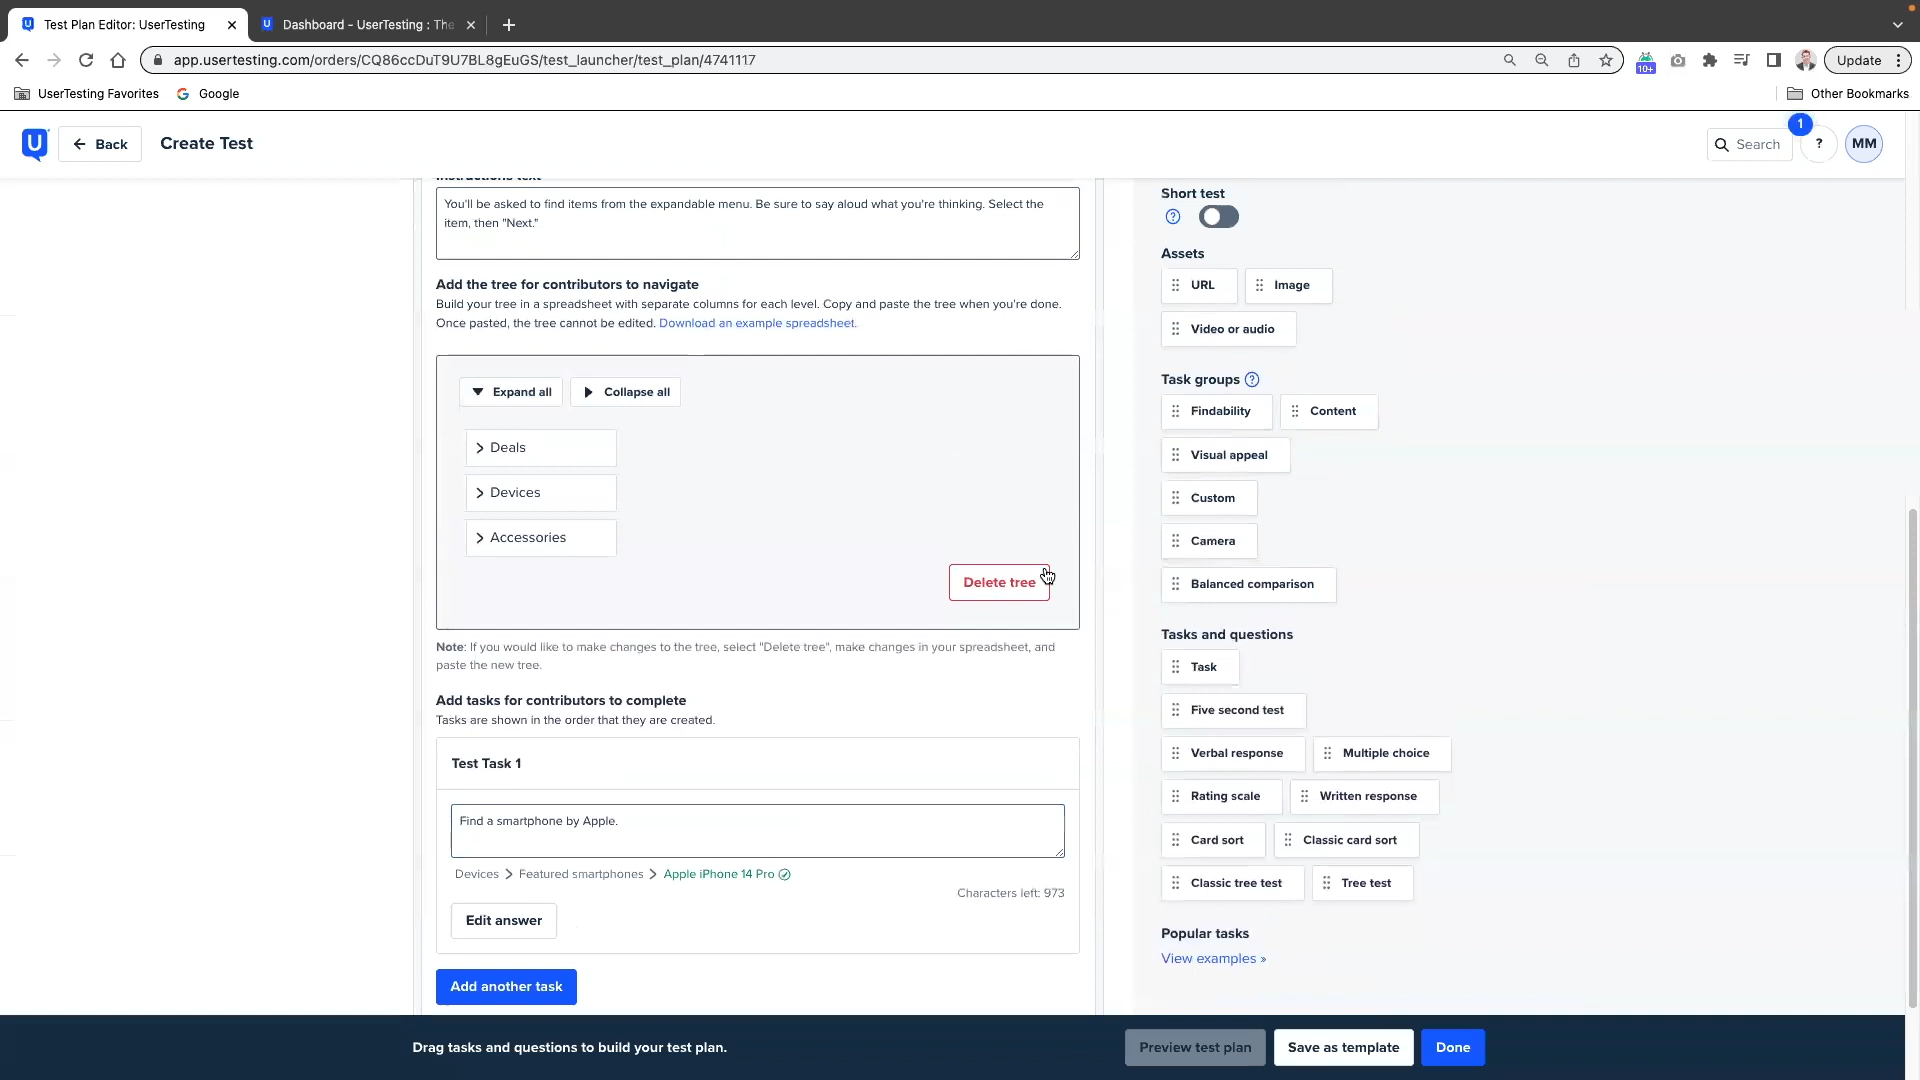 Test Plan Editor: UserTesting
Dashboard - UserTesting : The
app.usertesting.com/orders/CQ86ccDuT9U7BL8gEuGS/test_launcher/test_plan/4741117
10+
Update
UserTesting Favorites
Google
Other Bookmarks
U
Back
Create Test
Search
1
?
MM
Instructions text
You'll be asked to find items from the expandable menu. Be sure to say aloud what you're thinking. Select the
item, then "Next."
Add the tree for contributors to navigate
Build your tree in a spreadsheet with separate columns for each level. Copy and paste the tree when you're done.
Once pasted, the tree cannot be edited. Download an example spreadsheet.
Expand all
Collapse all
Deals
Devices
Accessories
Delete tree
Note: If you would like to make changes to the tree, select "Delete tree", make changes in your spreadsheet, and
paste the new tree.
Add tasks for contributors to complete
Tasks are shown in the order that they are created.
Test Task 1
Find a smartphone by Apple.
Devices > Featured smartphones > Apple iPhone 14 Pro
Characters left: 973
Edit answer
Add another task
Short test
?
Assets
URL
Image
Video or audio
Task groups ?
Findability
Content
Visual appeal
Custom
Camera
Balanced comparison
Tasks and questions
Task
Five second test
Verbal response
Multiple choice
Rating scale
Written response
Card sort
Classic card sort
Classic tree test
Tree test
Popular tasks
View examples »
Drag tasks and questions to build your test plan.
Preview test plan
Save as template
Done